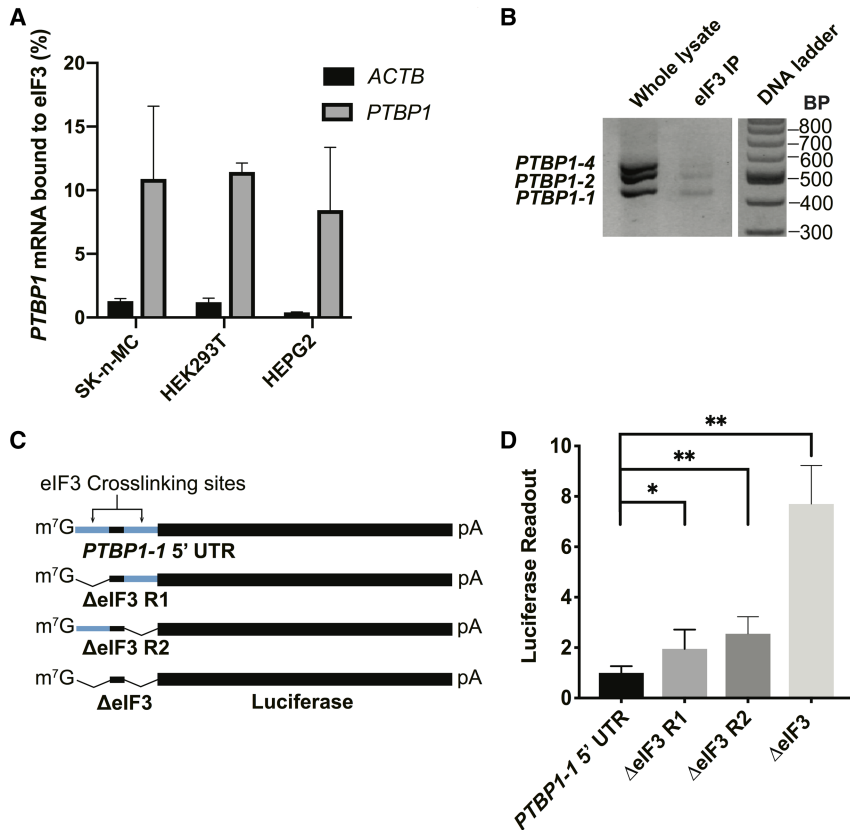 A
PTBP1 mRNA bound to eIF3 (%)
20
15
10
5
0
ACTB
PTBP1
SK-n-MC
HEK293T
HEPG2
B
Whole lysate
eIF3 IP
DNA ladder
BP
PTBP1-4
PTBP1-2
PTBP1-1
800
700
600
500
400
300
C
eIF3 Crosslinking sites
m⁷G pA
PTBP1-1 5' UTR
m⁷G pA
ΔeIF3 R1
m⁷G pA
ΔeIF3 R2
m⁷G pA
ΔeIF3 Luciferase
D
Luciferase Readout
10
8
6
4
2
0
**
**
*
PTBP1-1 5' UTR
ΔeIF3 R1
ΔeIF3 R2
ΔeIF3